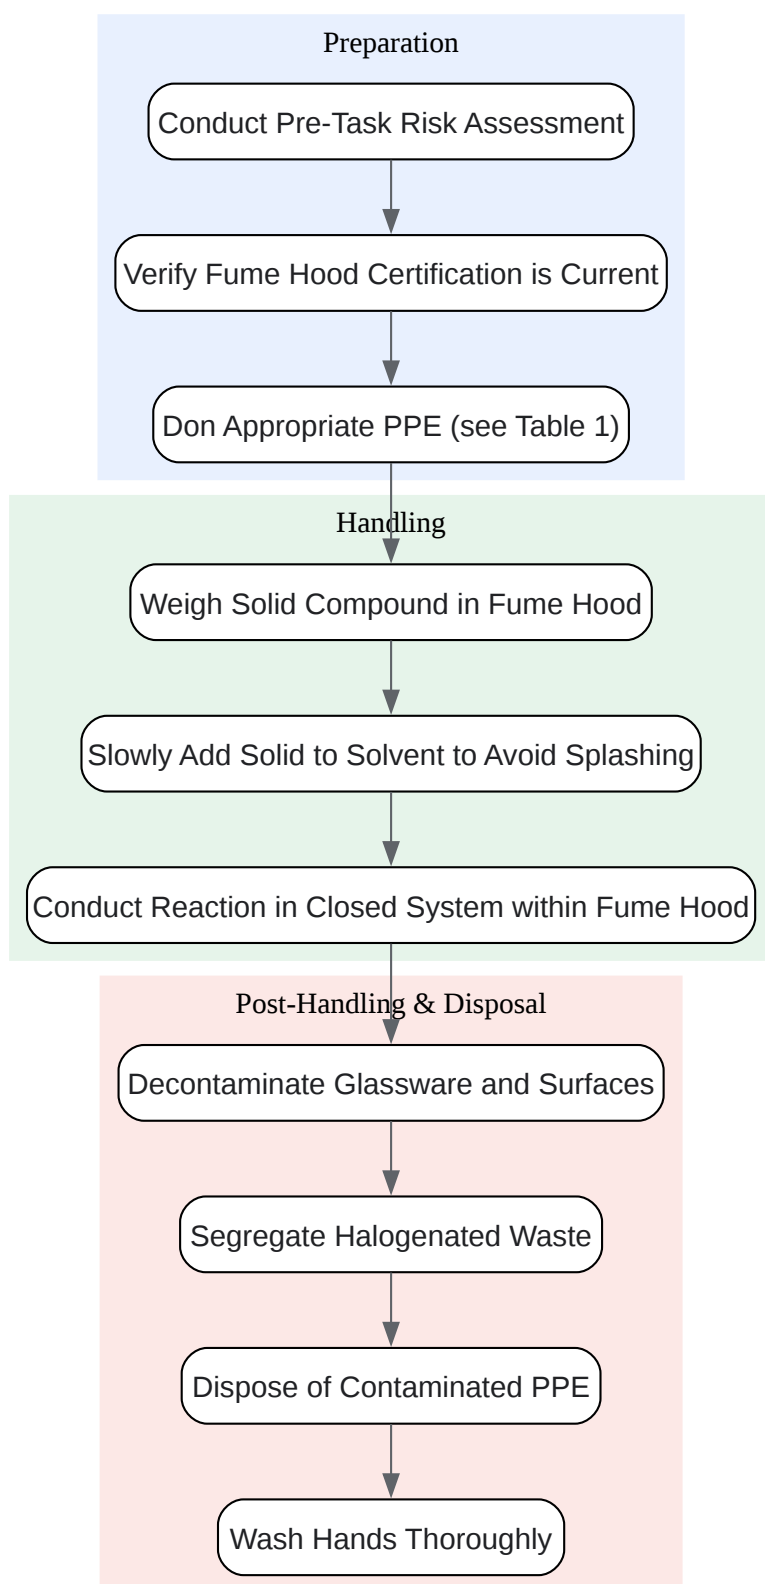 Preparation
Conduct Pre-Task Risk Assessment
Verify Fume Hood Certification is Current
Don Appropriate PPE (see Table 1)
Handling
Weigh Solid Compound in Fume Hood
Slowly Add Solid to Solvent to Avoid Splashing
Conduct Reaction in Closed System within Fume Hood
Post-Handling & Disposal
Decontaminate Glassware and Surfaces
Segregate Halogenated Waste
Dispose of Contaminated PPE
Wash Hands Thoroughly